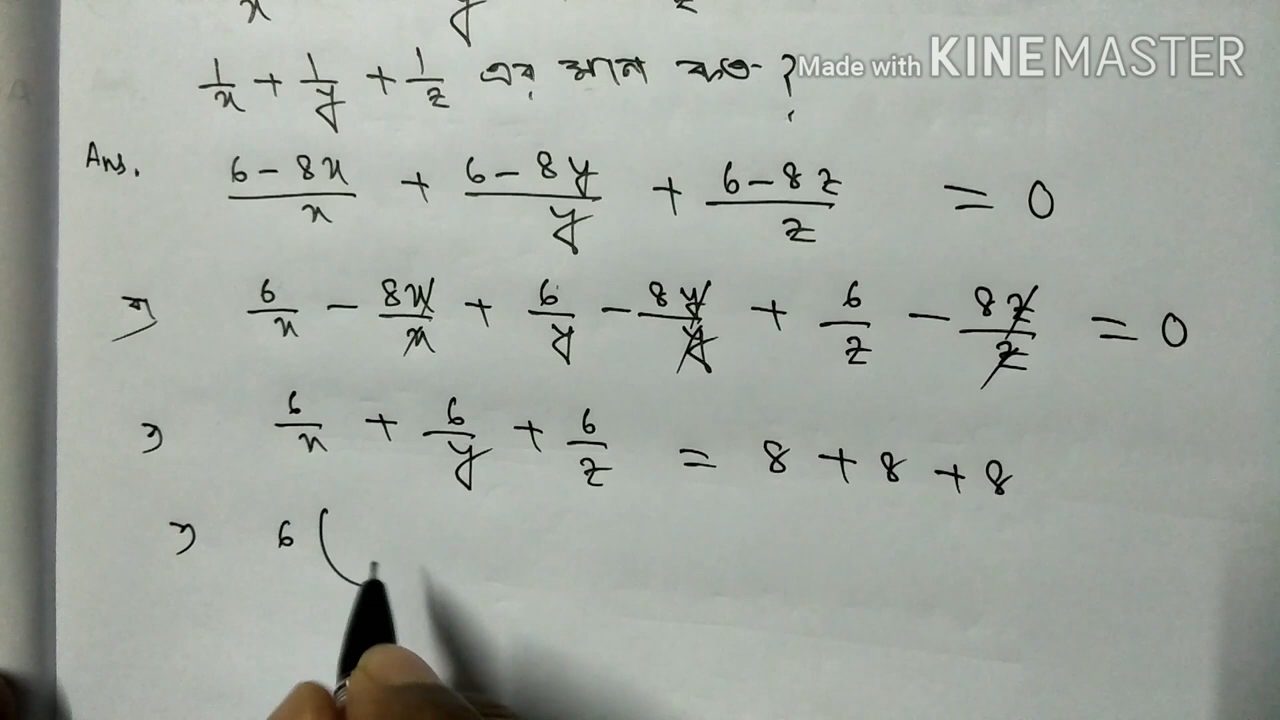 x y z
1/x + 1/y + 1/z এর মান কত ?
Made with KINEMASTER
Ans. (6 - 8x)/x + (6 - 8y)/y + (6 - 8z)/z = 0
বা 6/x - 8x/x + 6/y - 8y/y + 6/z - 8z/z = 0
6/x + 6/y + 6/z = 8 + 8 + 8
6 (